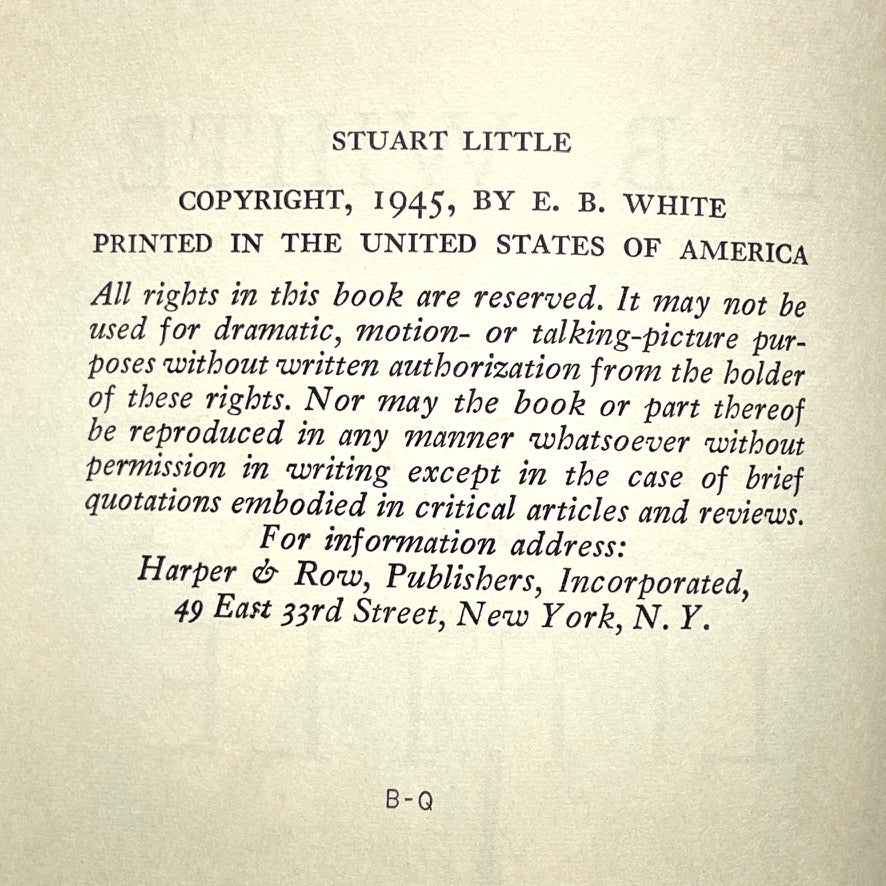 STUART LITTLE
COPYRIGHT, 1945, BY E. B. WHITE
PRINTED IN THE UNITED STATES OF AMERICA
All rights in this book are reserved. It may not be
used for dramatic, motion- or talking-picture pur-
poses without written authorization from the holder
of these rights. Nor may the book or part thereof
be reproduced in any manner whatsoever without
permission in writing except in the case of brief
quotations embodied in critical articles and reviews.
For information address:
Harper & Row, Publishers, Incorporated,
49 East 33rd Street, New York, N. Y.
B-Q